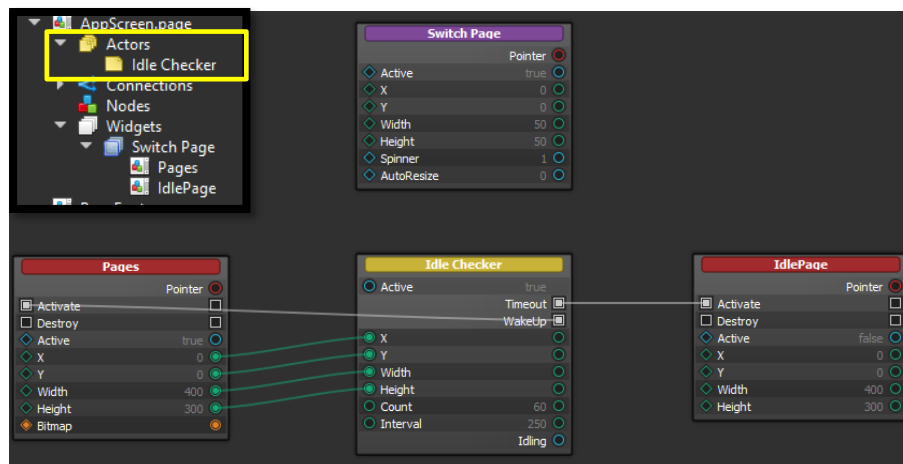 AppScreen.page
Actors
Idle Checker
Connections
Nodes
Widgets
Switch Page
Pages
IdlePage
Switch Page
Pointer
Active true
X 0
Y 0
Width 50
Height 50
Spinner 1
AutoResize 0
Pages
Pointer
Activate
Destroy
Active true
X 0
Y 0
Width 400
Height 300
Bitmap
Idle Checker
Active true
Timeout
WakeUp
X
Y
Width
Height
Count 60
Interval 250
Idling
IdlePage
Pointer
Activate
Destroy
Active false
X 0
Y 0
Width 400
Height 300